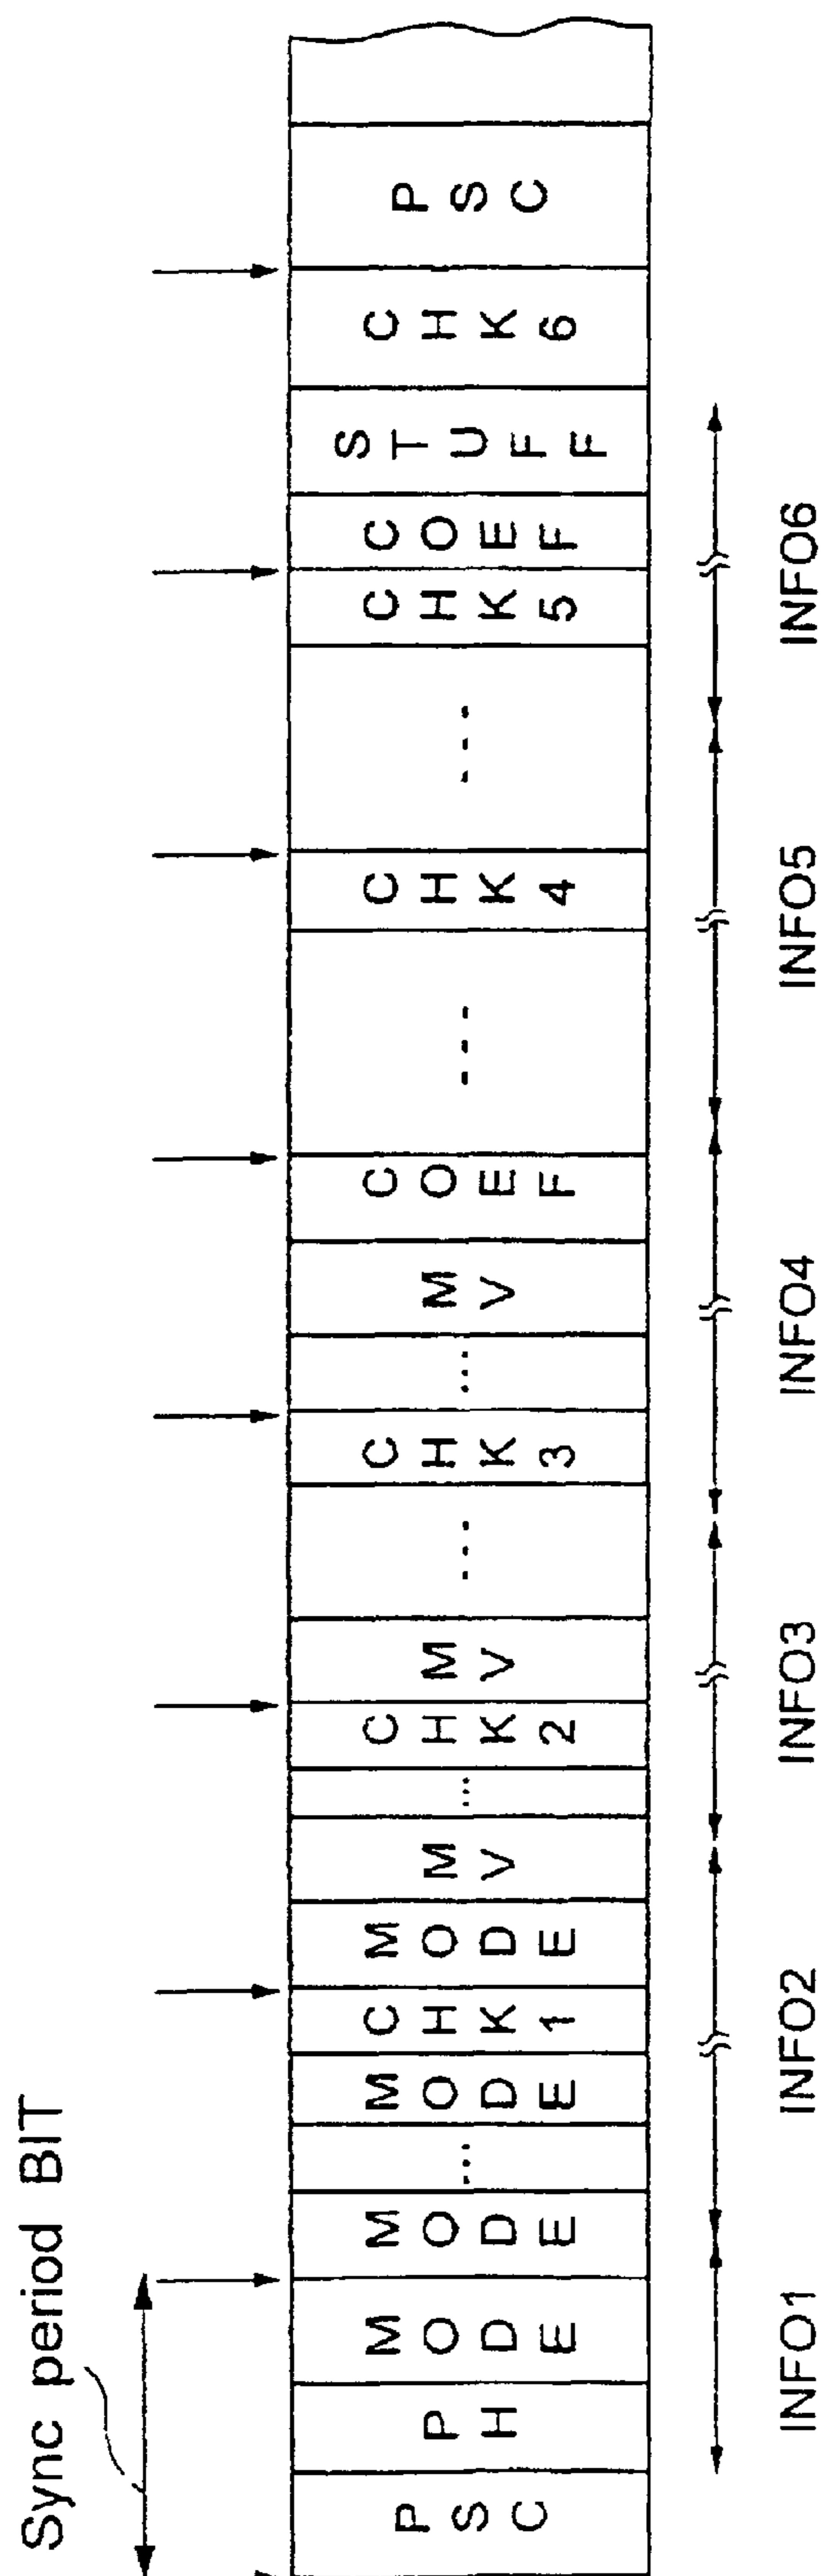 Sync period BIT
PSC
PH
MODE
MODE
...
MODE
CHK1
MODE
MV
...
CHK2
MV
---
CHK3
...
MV
COEF
---
CHK4
---
CHK5
COEF
STUFF
CHK6
PSC
INFO1
INFO2
INFO3
INFO4
INFO5
INFO6